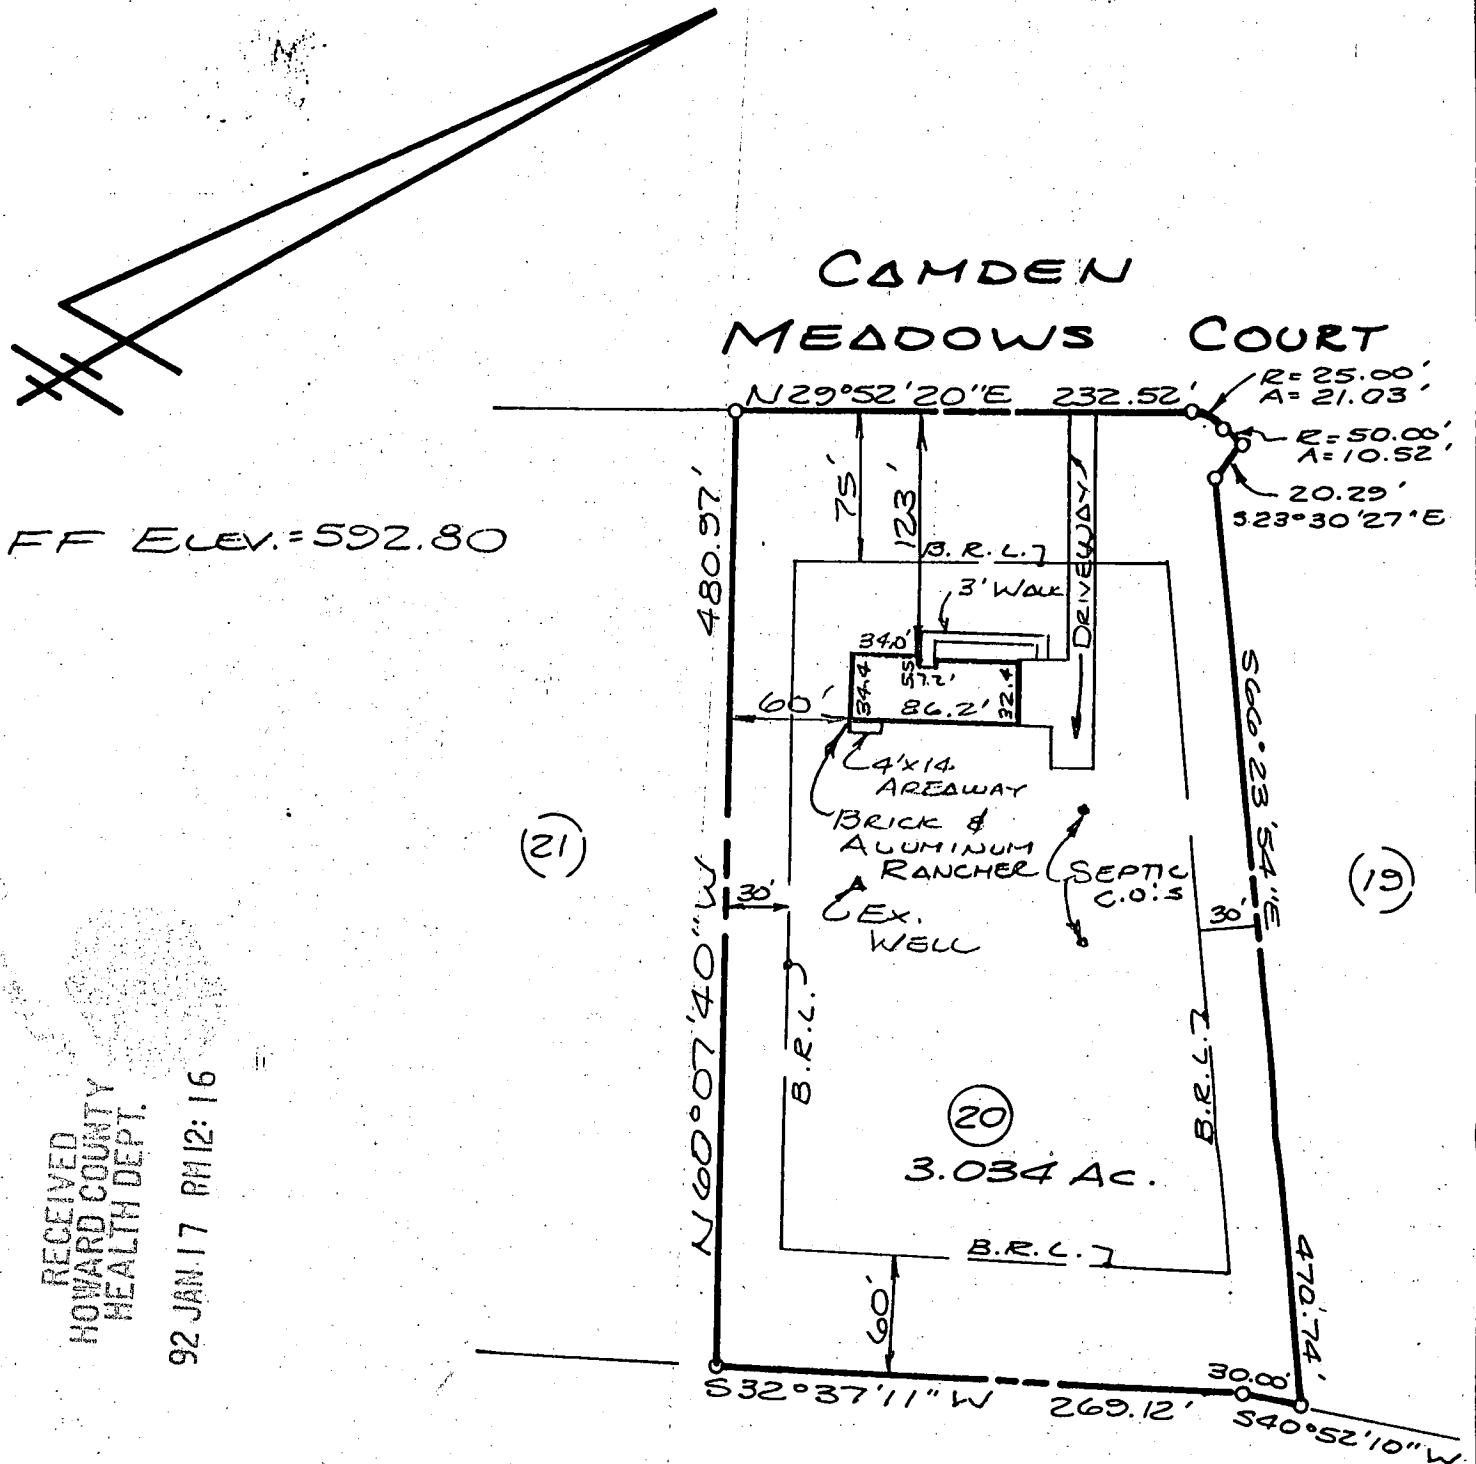 N
CAMDEN
MEADOWS COURT
N29°52'20"E 232.52'
R=25.00'
A=21.03'
R=50.00'
A=10.52'
20.29'
S23°30'27"E
FF ELEV.=592.80
480.97'
N60°07'40"W
75'
123'
B.R.L.
3' WALK
DRIVEWAY
34.0'
34.4
5.5
57.2'
32.4
86.2'
60'
4'x14
AREAWAY
BRICK &
ALUMINUM
RANCHER
SEPTIC
C.O.'S
EX.
WELL
30'
30'
S66°23'54"E
470.74'
(21)
(19)
B.R.L.
B.R.L.
20
3.034 AC.
B.R.L.
60'
S32°37'11"W 269.12'
30.00'
S40°52'10"W
RECEIVED
HOWARD COUNTY
HEALTH DEPT.
92 JAN 17 PM 12:16